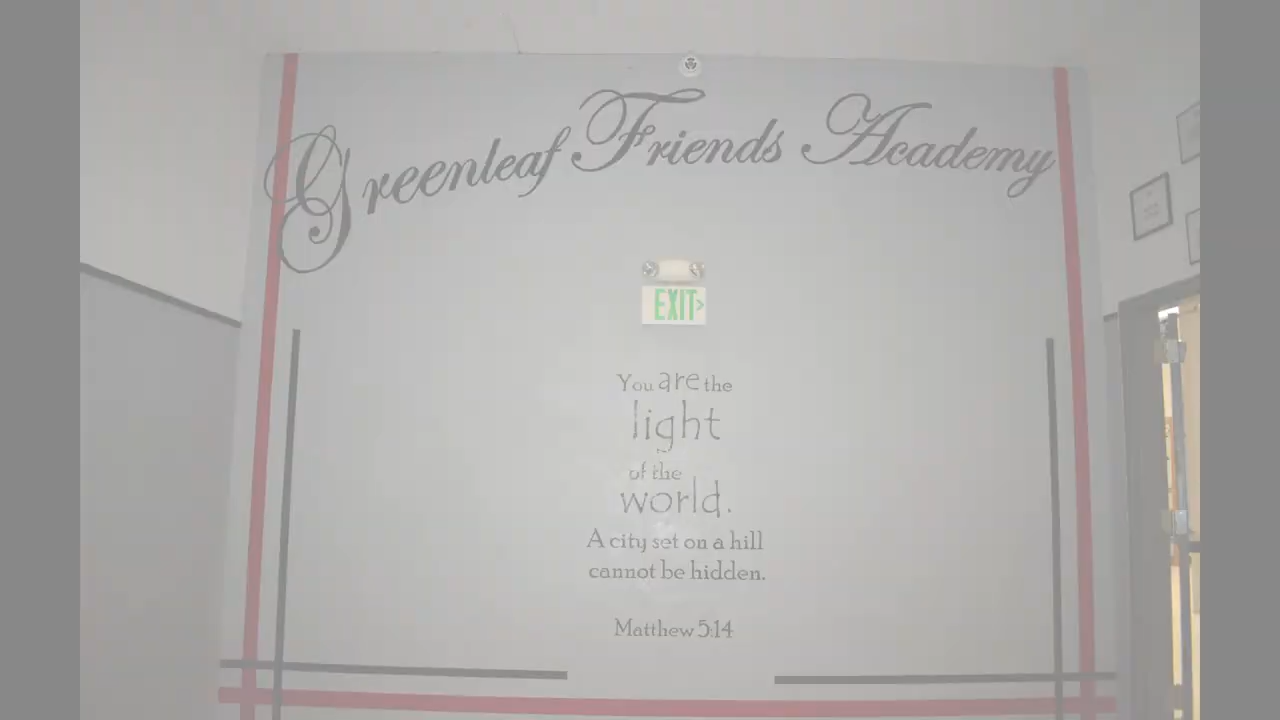 Greenleaf Friends Academy
EXIT>
You are the
light
of the
world.
A city set on a hill
cannot be hidden.
Matthew 5:14